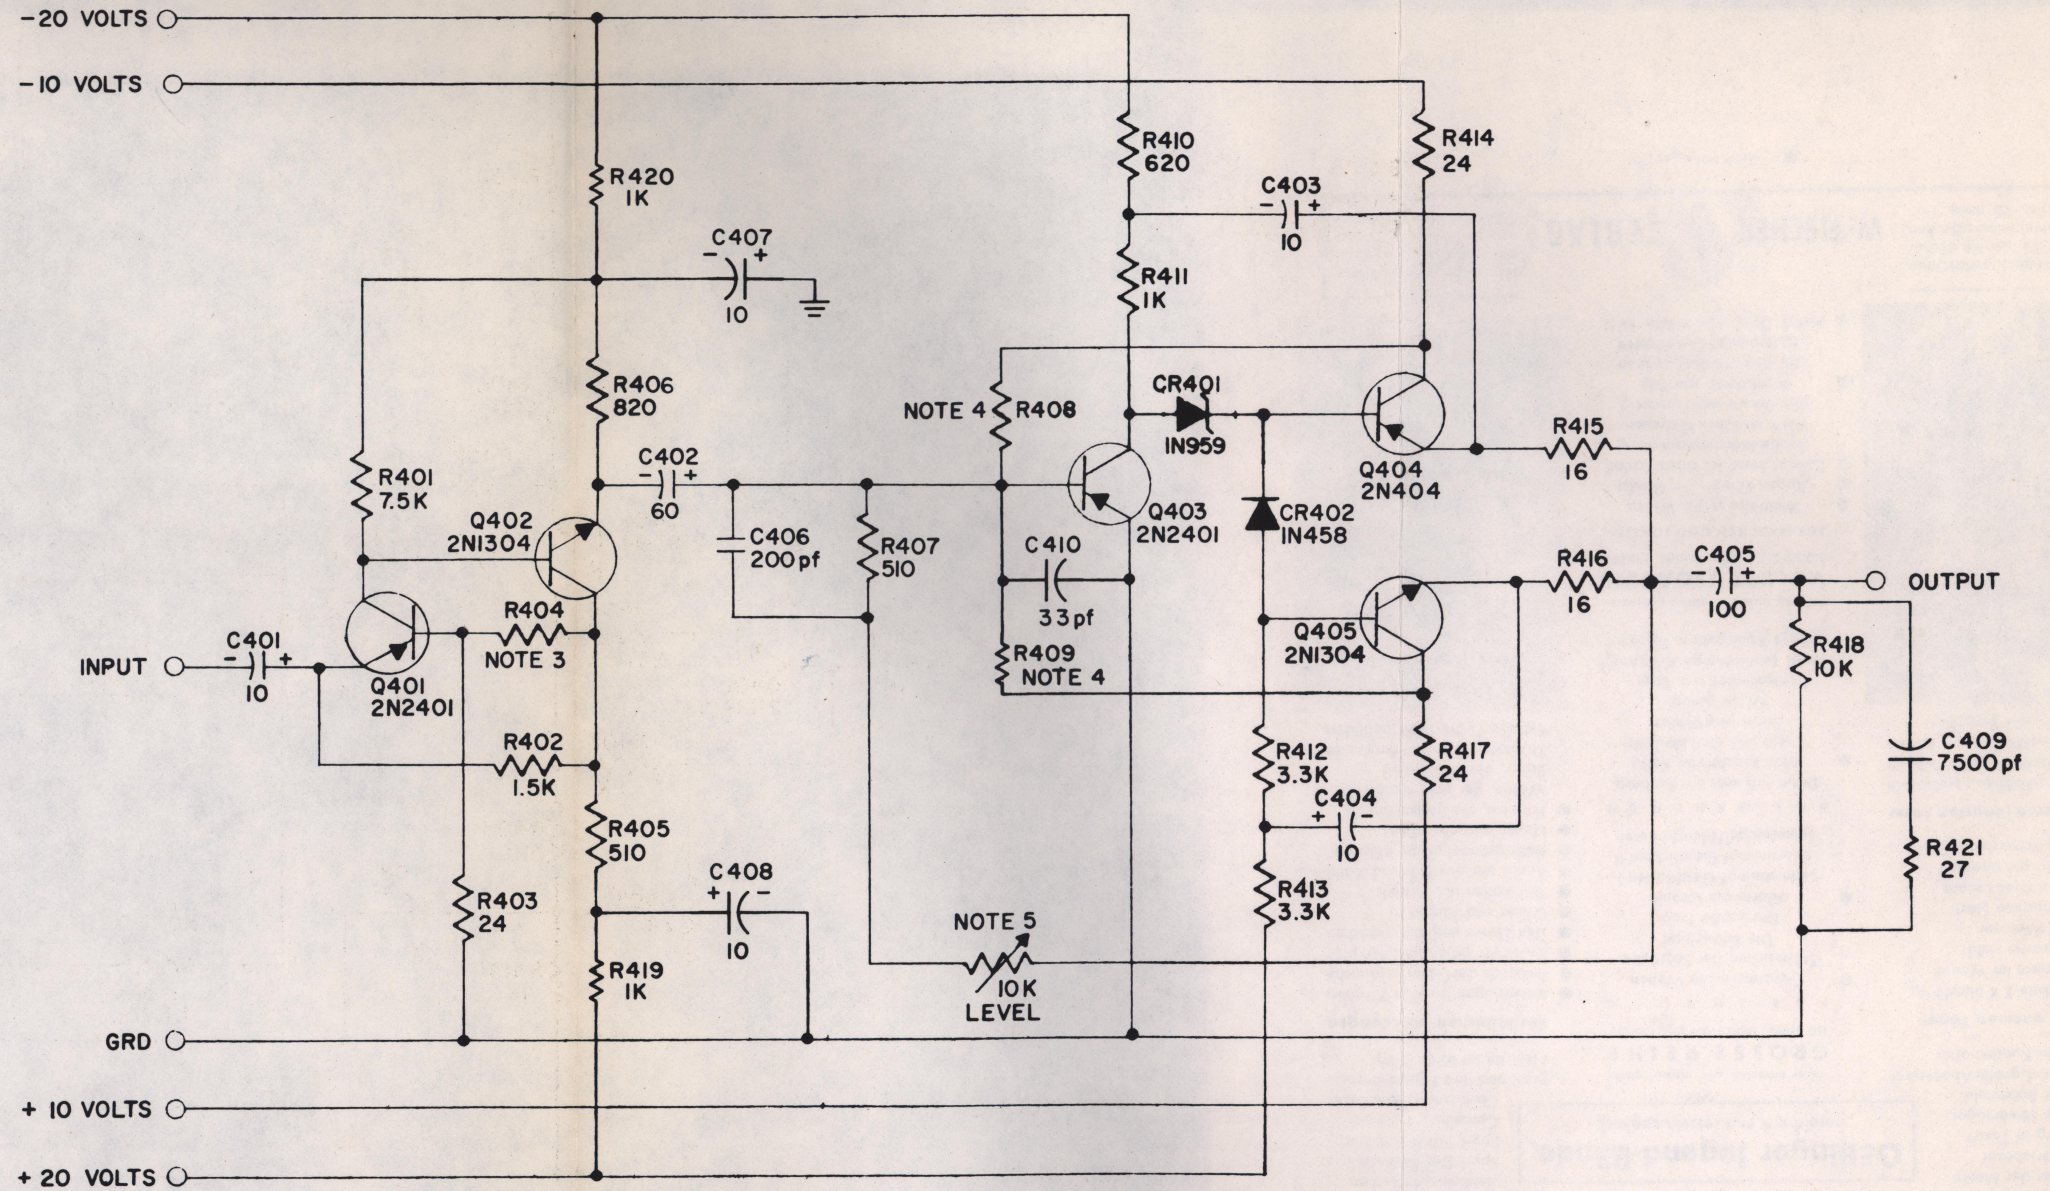 -20 VOLTS
-10 VOLTS
R410
620
R414
24
R420
1K
C403
- +
10
C407
- +
10
R411
1K
R406
820
NOTE 4
R408
CR401
IN959
R415
16
Q404
2N404
R401
7.5K
C402
- +
60
Q402
2N1304
C406
200pf
R407
510
Q403
2N2401
CR402
IN458
C410
33pf
R416
16
C405
- +
100
OUTPUT
R404
NOTE 3
C401
- +
10
INPUT
Q401
2N2401
R409
NOTE 4
Q405
2N1304
R418
10K
R402
1.5K
R412
3.3K
R417
24
C409
7500pf
C404
+ -
10
R405
510
R421
27
C408
+ -
10
R403
24
R413
3.3K
NOTE 5
10K
LEVEL
R419
1K
GRD
+ 10 VOLTS
+ 20 VOLTS